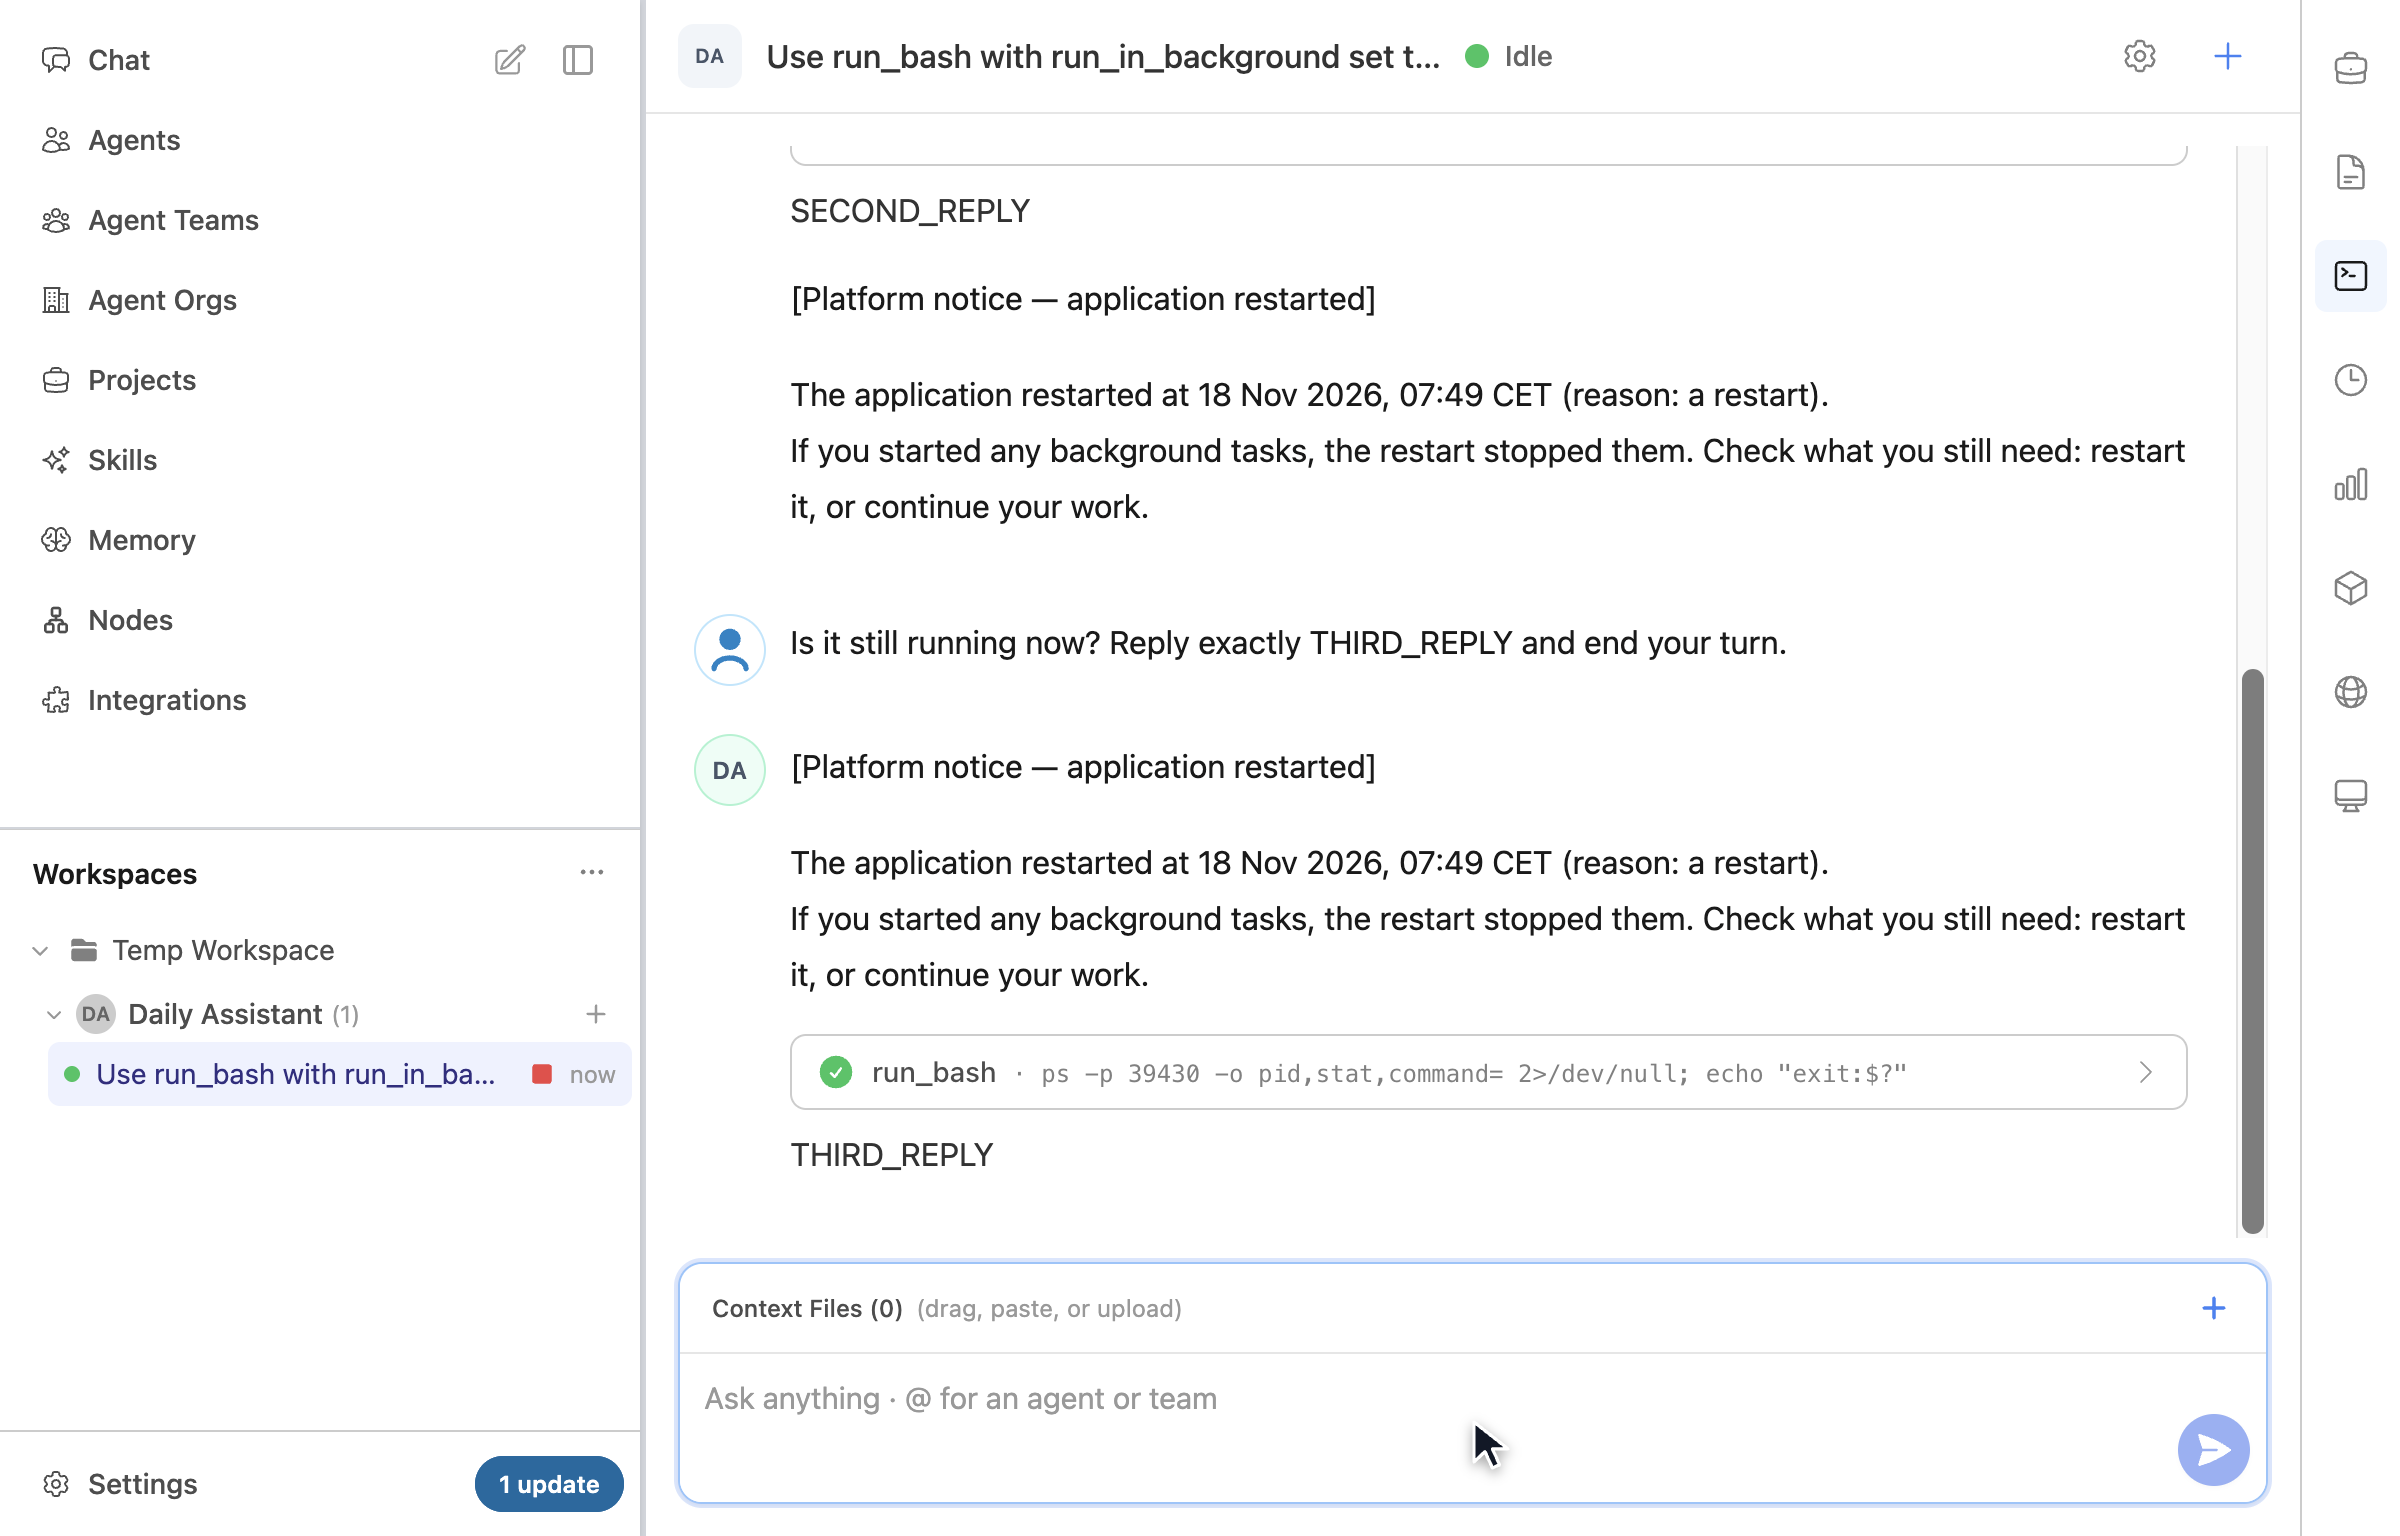 Chat
Agents
Agent Teams
Agent Orgs
Projects
Skills
Memory
Nodes
Integrations
Workspaces
Temp Workspace
DA Daily Assistant (1)
Use run_bash with run_in_ba... now
Settings
1 update
DA Use run_bash with run_in_background set t... Idle
SECOND_REPLY
[Platform notice — application restarted]
The application restarted at 18 Nov 2026, 07:49 CET (reason: a restart).
If you started any background tasks, the restart stopped them. Check what you still need: restart
it, or continue your work.
Is it still running now? Reply exactly THIRD_REPLY and end your turn.
DA [Platform notice — application restarted]
The application restarted at 18 Nov 2026, 07:49 CET (reason: a restart).
If you started any background tasks, the restart stopped them. Check what you still need: restart
it, or continue your work.
run_bash · ps -p 39430 -o pid,stat,command= 2>/dev/null; echo "exit:$?"
THIRD_REPLY
Context Files (0) (drag, paste, or upload)
Ask anything · @ for an agent or team